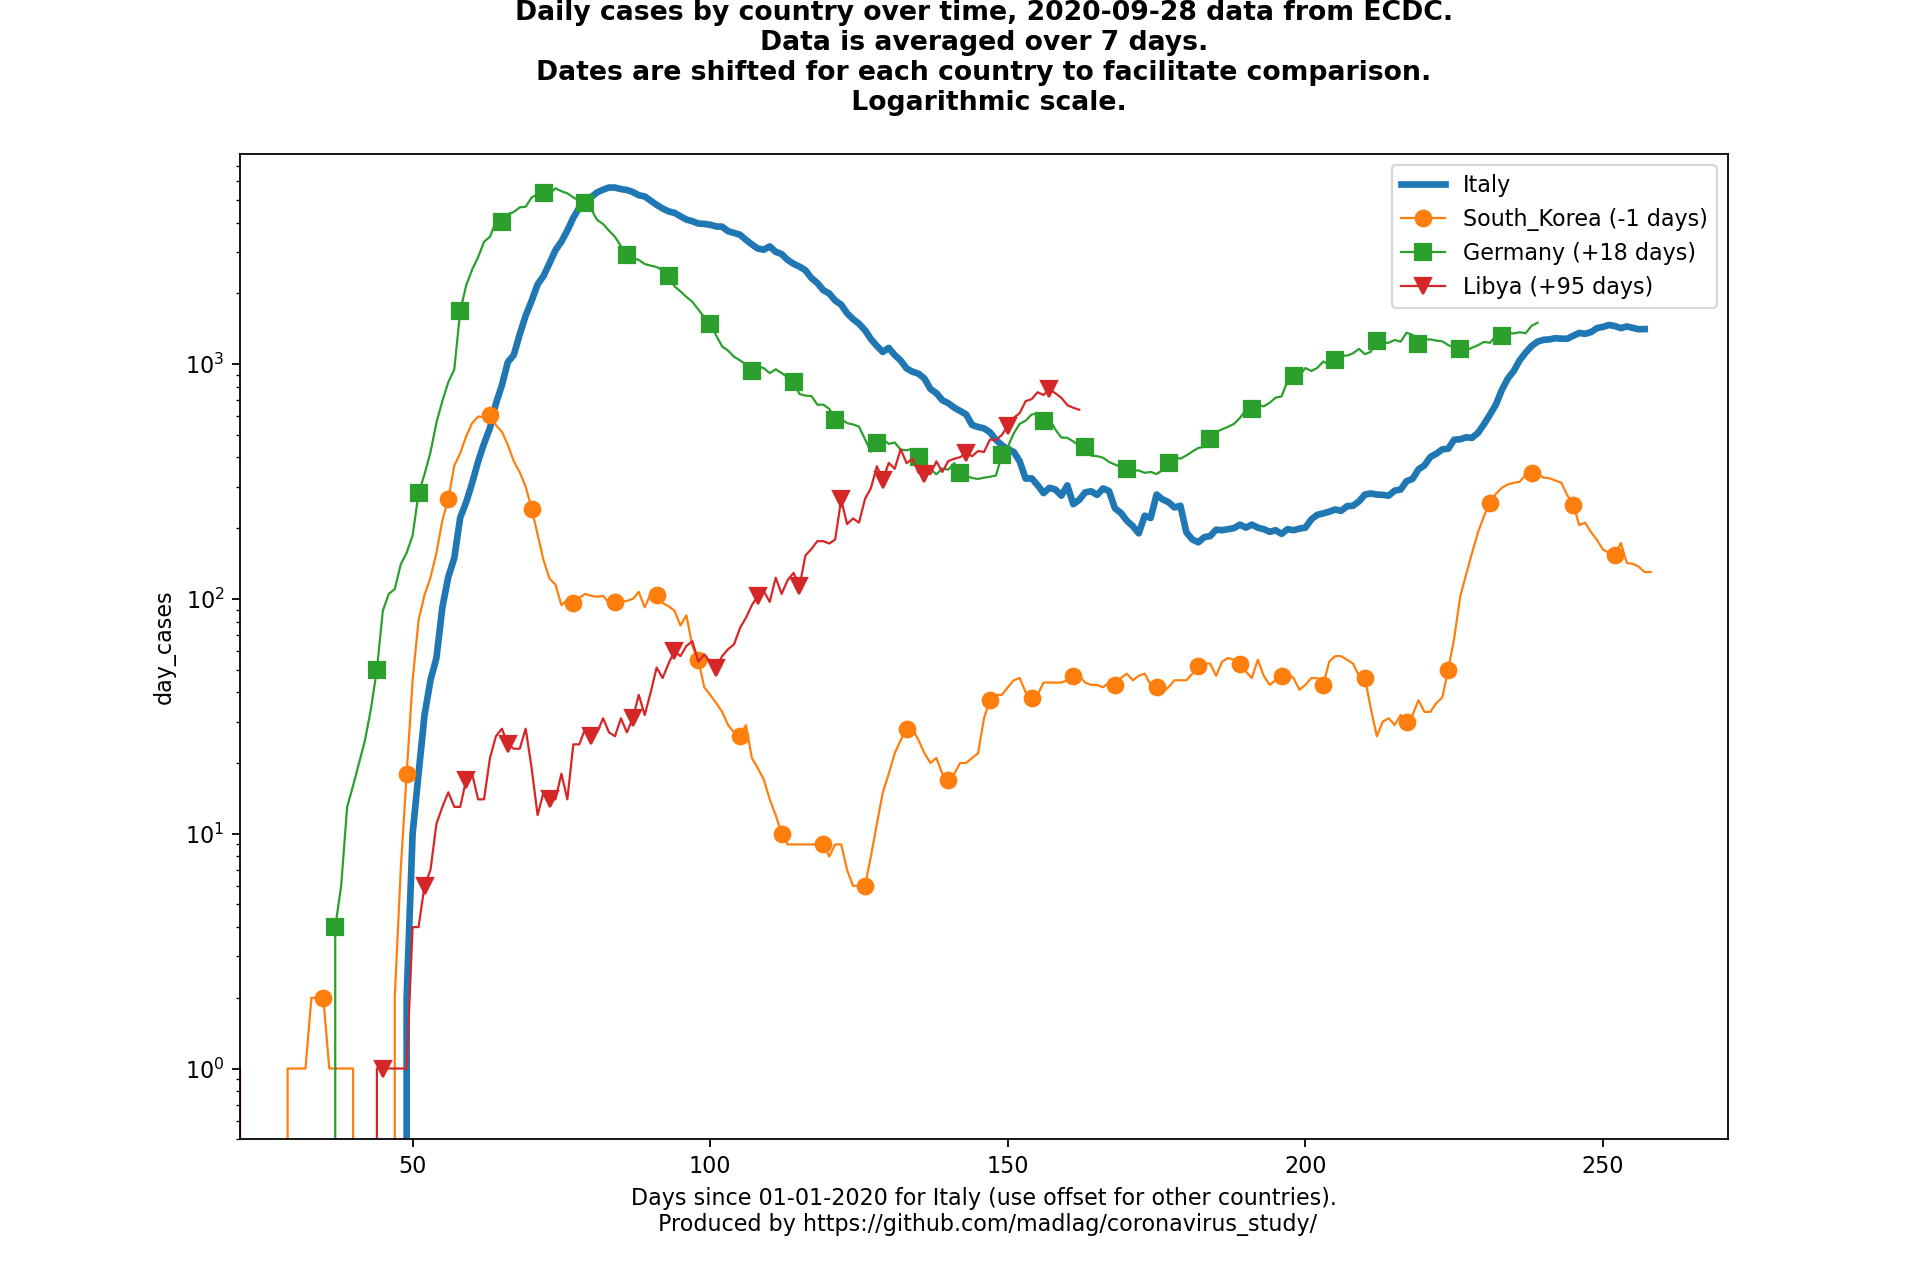 Daily cases by country over time, 2020-09-28 data from ECDC.
Data is averaged over 7 days.
Dates are shifted for each country to facilitate comparison.
Logarithmic scale.
Italy
South_Korea (-1 days)
Germany (+18 days)
Libya (+95 days)
day_cases
10³
10²
10¹
10⁰
50 100 150 200 250
Days since 01-01-2020 for Italy (use offset for other countries).
Produced by https://github.com/madlag/coronavirus_study/